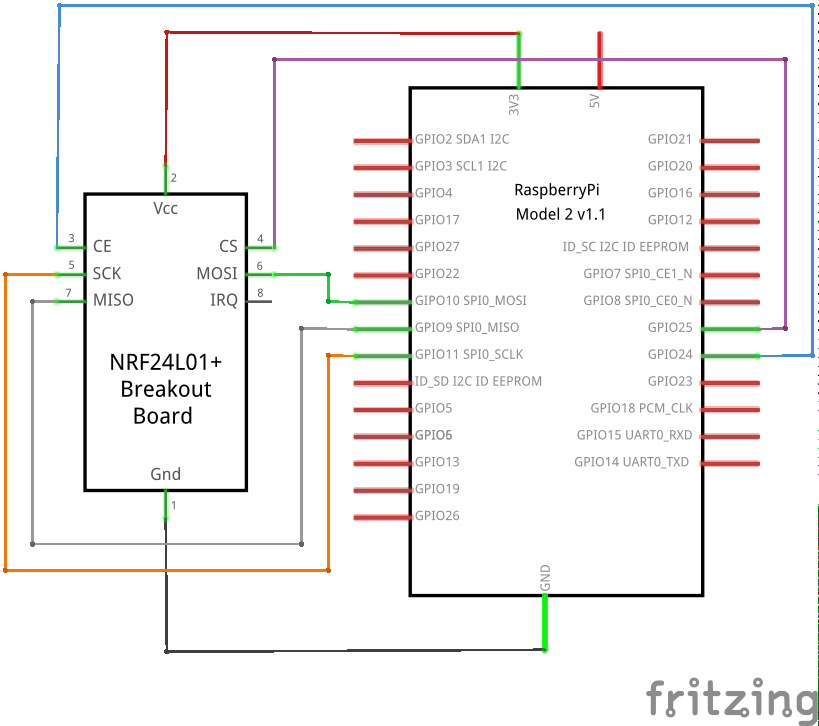 3V3
5V
GPIO2 SDA1 I2C
GPIO21
GPIO3 SCL1 I2C
GPIO20
2
Vcc
GPIO4
RaspberryPi
GPIO16
Model 2 v1.1
GPIO17
GPIO12
3
CE
CS
4
GPIO27
ID_SC I2C ID EEPROM
5
SCK
MOSI
6
GPIO22
GPIO7 SPI0_CE1_N
7
MISO
IRQ
8
GIPO10 SPI0_MOSI
GPIO8 SPI0_CE0_N
GPIO9 SPI0_MISO
GPIO25
GPIO11 SPI0_SCLK
GPIO24
NRF24L01+
Breakout
Board
ID_SD I2C ID EEPROM
GPIO23
GPIO5
GPIO18 PCM_CLK
GPIO6
GPIO15 UART0_RXD
GPIO13
GPIO14 UART0_TXD
Gnd
1
GPIO19
GPIO26
GND
fritzing